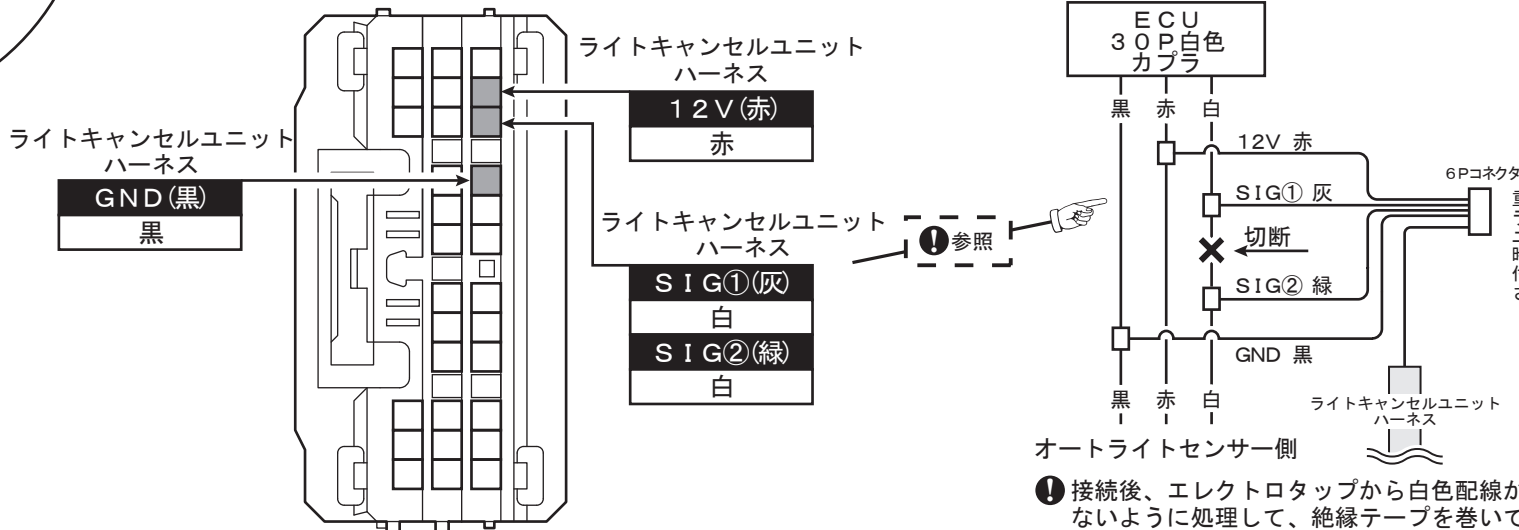 ライトキャンセルユニット
ハーネス
GND(黒)
黒
ライトキャンセルユニット
ハーネス
12V(赤)
赤
ライトキャンセルユニット
ハーネス
SIG①(灰)
白
SIG②(緑)
白
参照
ECU
30P白色
カプラ
黒 赤 白
12V 赤
SIG① 灰
切断
SIG② 緑
GND 黒
6Pコネクタ
黒 赤 白
ライトキャンセルユニット
ハーネス
オートライトセンサー側
接続後、エレクトロタップから白色配線が
ないように処理して、絶縁テープを巻いて